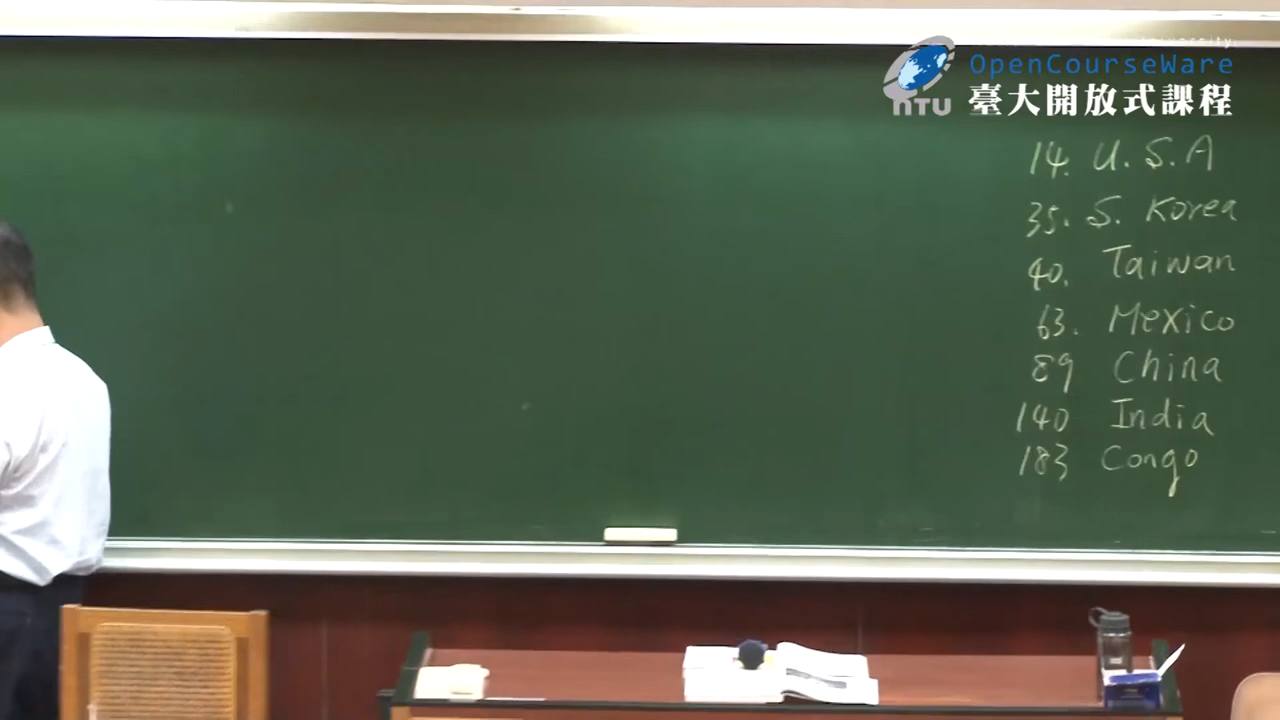 OpenCourseWare
NTU 臺大開放式課程
14. U.S.A
35. S. Korea
40. Taiwan
63. Mexico
89 China
140 India
183 Congo